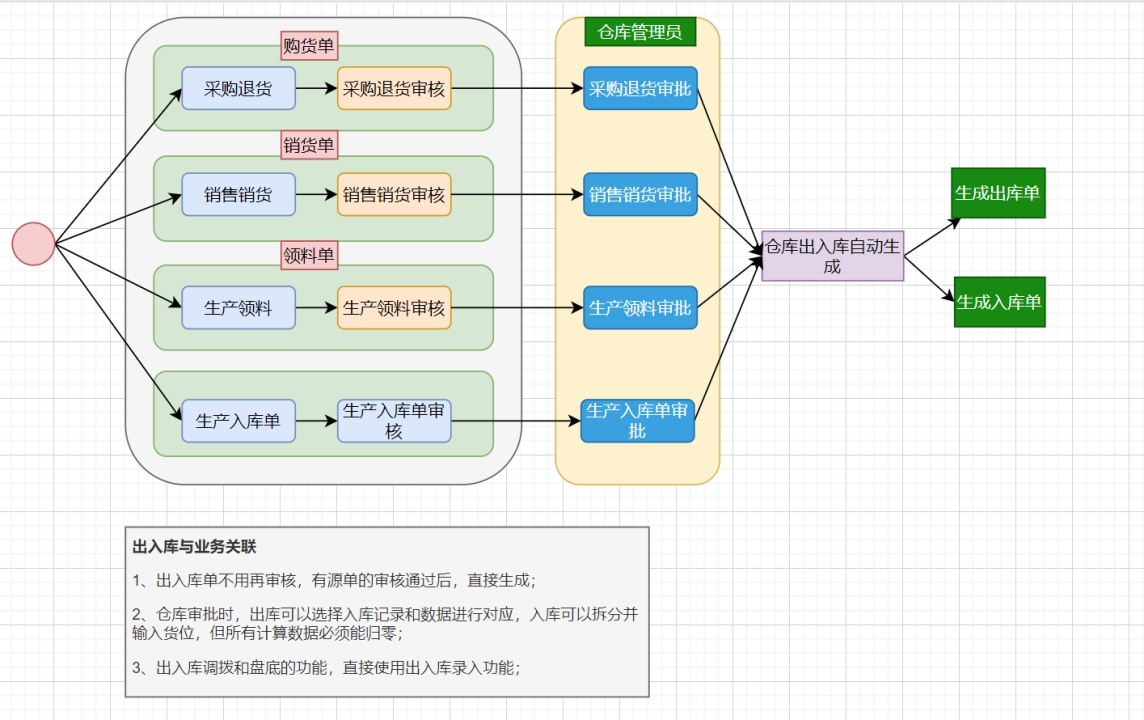 购货单
采购退货
采购退货审核
销货单
销售销货
销售销货审核
领料单
生产领料
生产领料审核
生产入库单
生产入库单审
核
仓库管理员
采购退货审批
销售销货审批
生产领料审批
生产入库单审
批
仓库出入库自动生
成
生成出库单
生成入库单
出入库与业务关联
1、出入库单不用再审核，有源单的审核通过后，直接生成；
2、仓库审批时，出库可以选择入库记录和数据进行对应，入库可以拆分并
输入货位，但所有计算数据必须能归零；
3、出入库调拨和盘底的功能，直接使用出入库录入功能；